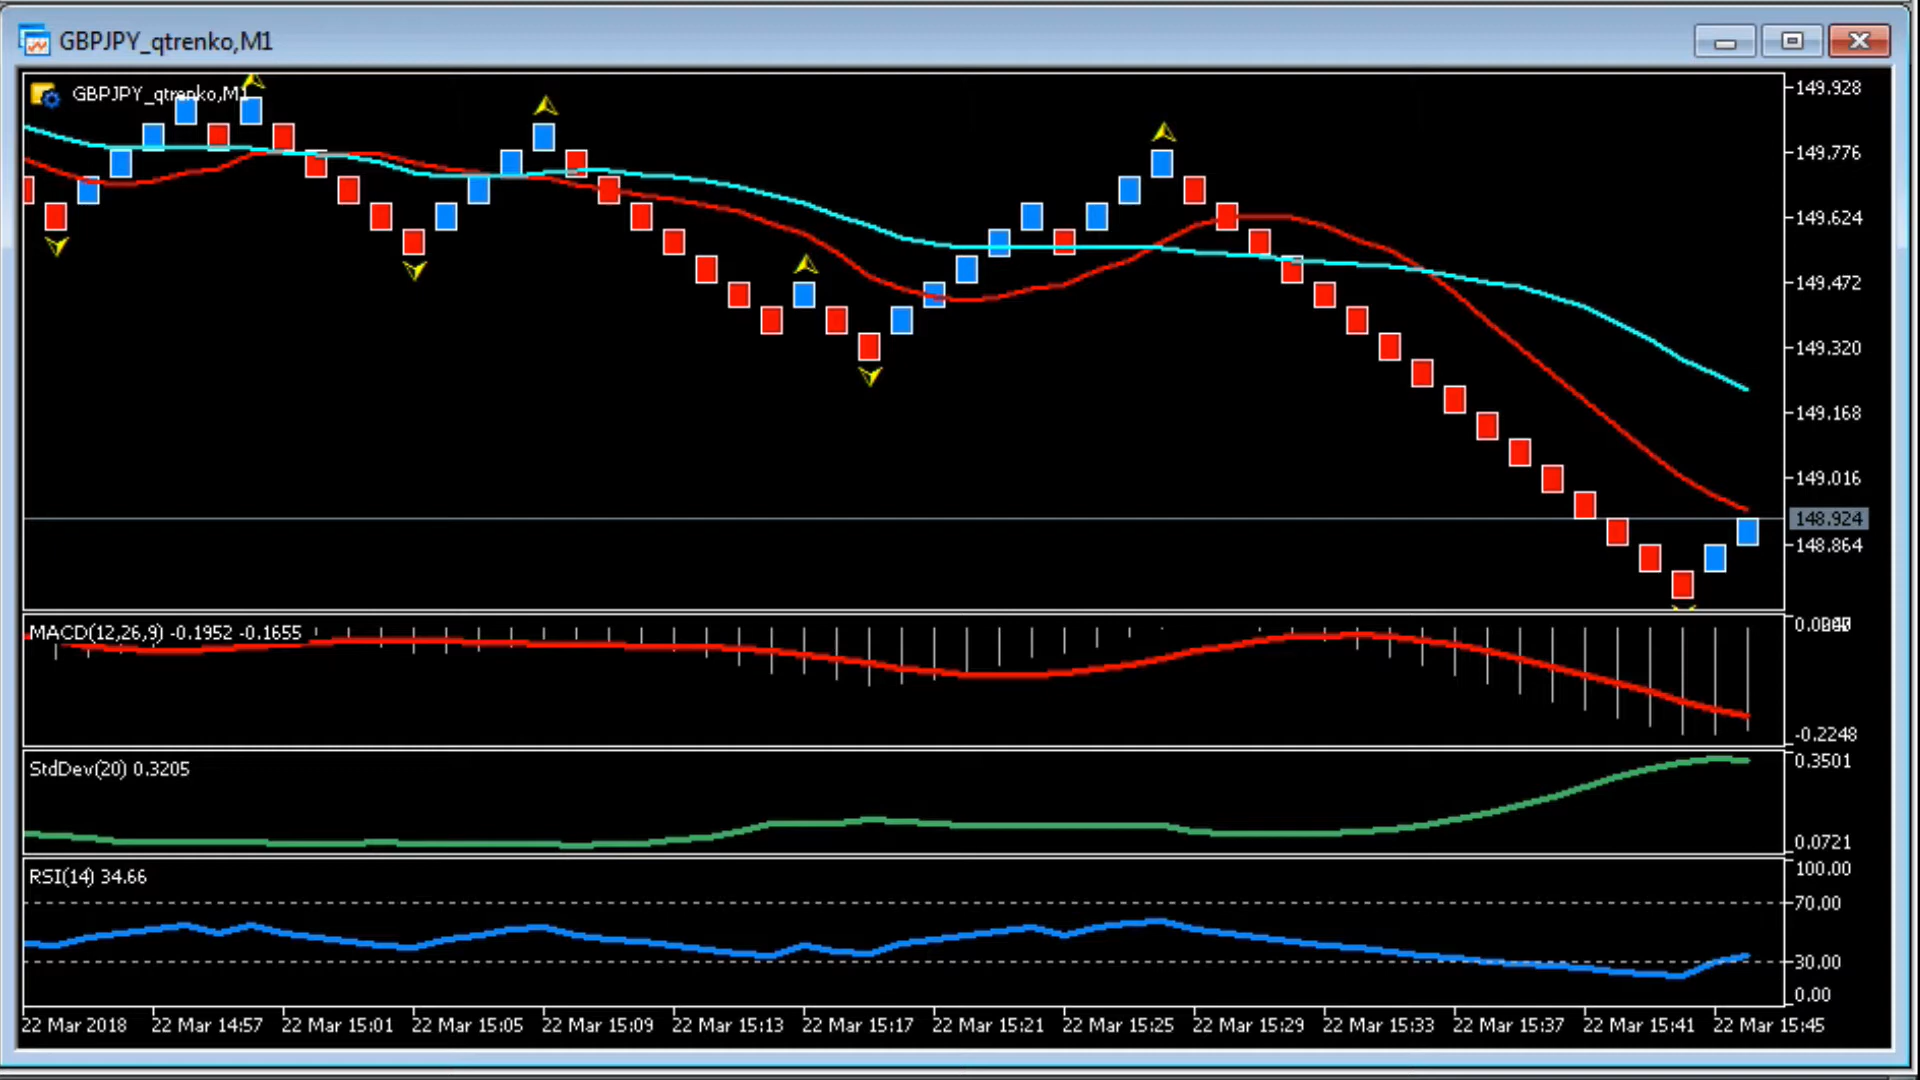 GBPJPY_qtrenko,M1
GBPJPY_qtrenko,M1
149.928
149.776
149.624
149.472
149.320
149.168
149.016
148.924
148.864
MACD(12,26,9) -0.1952 -0.1655
-0.2248
StdDev(20) 0.3205
0.3501
0.0721
RSI(14) 34.66
100.00
70.00
30.00
0.00
22 Mar 2018 22 Mar 14:57 22 Mar 15:01 22 Mar 15:05 22 Mar 15:09 22 Mar 15:13 22 Mar 15:17 22 Mar 15:21 22 Mar 15:25 22 Mar 15:29 22 Mar 15:33 22 Mar 15:37 22 Mar 15:41 22 Mar 15:45